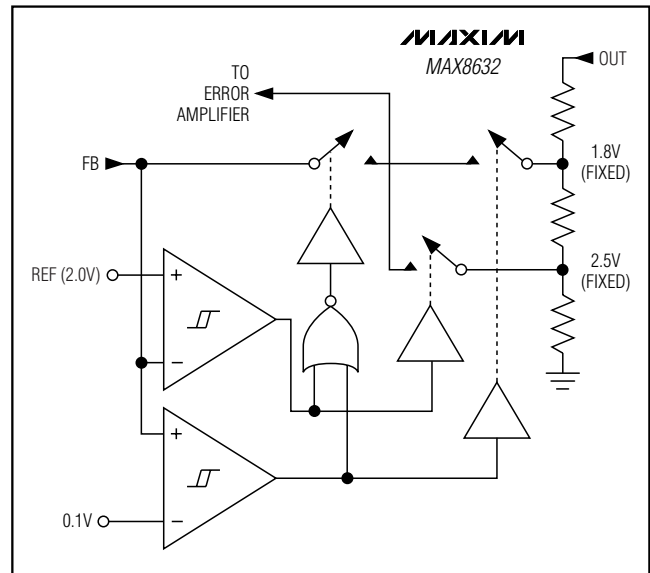 MAXIM
MAX8632
OUT
TO
ERROR
AMPLIFIER
FB
1.8V
(FIXED)
REF (2.0V)
+
−
2.5V
(FIXED)
+
0.1V
−